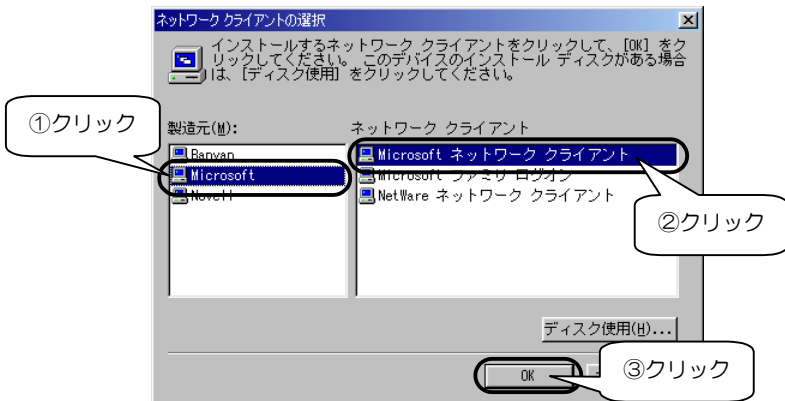 ネットワーク クライアントの選択
インストールするネットワーク クライアントをクリックして、[OK] をク
リックしてください。 このデバイスのインストール ディスクがある場合
は、[ディスク使用] をクリックしてください。
①クリック
製造元(M):
ネットワーク クライアント
Banyan
Microsoft
Novell
Microsoft ネットワーク クライアント
Microsoft ファミリ ログオン
NetWare ネットワーク クライアント
②クリック
ディスク使用(H)...
OK
③クリック